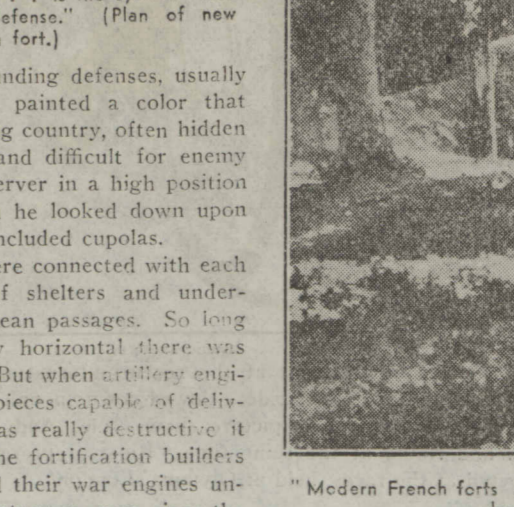 efense." (Plan of new
fort.)
nding defenses, usually
painted a color that
g country, often hidden
and difficult for enemy
erver in a high position
he looked down upon
ncluded cupolas.
ere connected with each
f shelters and under-
ean passages. So long
horizontal there was
But when artillery engi-
pieces capable of deliv-
as really destructive it
he fortification builders
their war engines un-
" Modern French forts